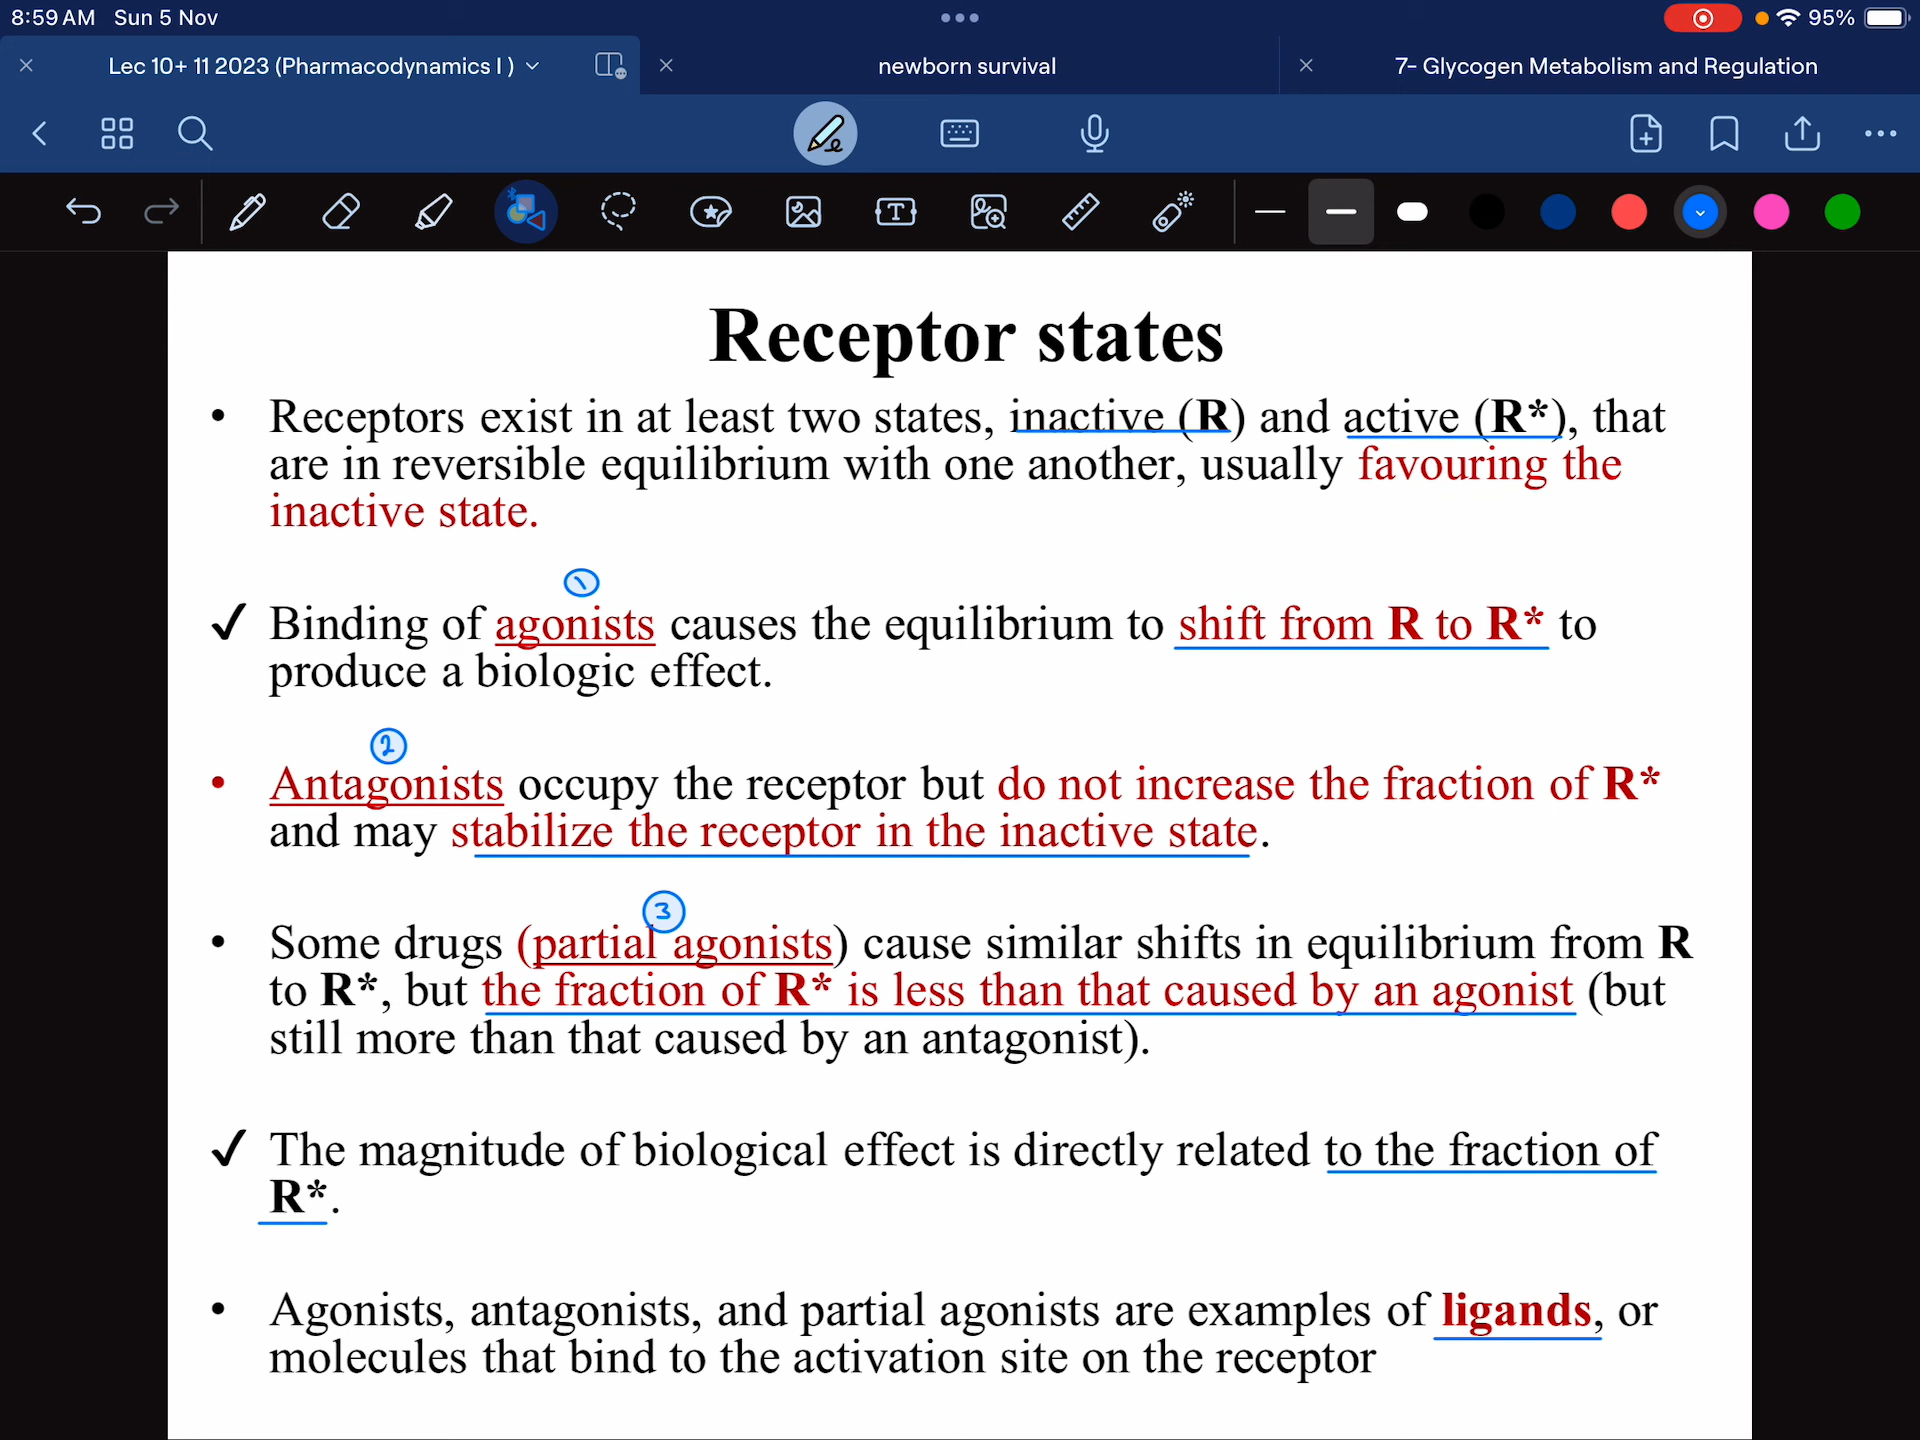 8:59 AM Sun 5 Nov
95%
Lec 10+ 11 2023 (Pharmacodynamics I )
newborn survival
7- Glycogen Metabolism and Regulation
Receptor states
• Receptors exist in at least two states, inactive (R) and active (R*), that
are in reversible equilibrium with one another, usually favouring the
inactive state.
1
✓ Binding of agonists causes the equilibrium to shift from R to R* to
produce a biologic effect.
2
• Antagonists occupy the receptor but do not increase the fraction of R*
and may stabilize the receptor in the inactive state.
3
• Some drugs (partial agonists) cause similar shifts in equilibrium from R
to R*, but the fraction of R* is less than that caused by an agonist (but
still more than that caused by an antagonist).
✓ The magnitude of biological effect is directly related to the fraction of
R*.
• Agonists, antagonists, and partial agonists are examples of ligands, or
molecules that bind to the activation site on the receptor